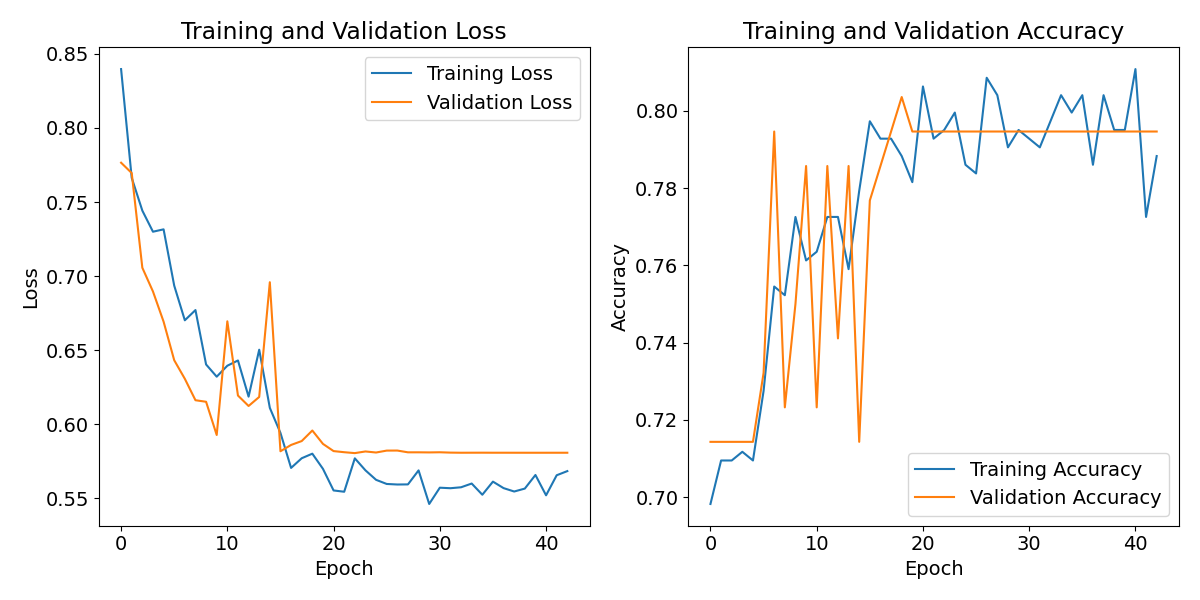 Training and Validation Loss
0.85
0.80
0.75
0.70
0.65
0.60
0.55
Loss
0 10 20 30 40
Epoch
Training Loss
Validation Loss
Training and Validation Accuracy
0.80
0.78
0.76
0.74
0.72
0.70
Accuracy
0 10 20 30 40
Epoch
Training Accuracy
Validation Accuracy